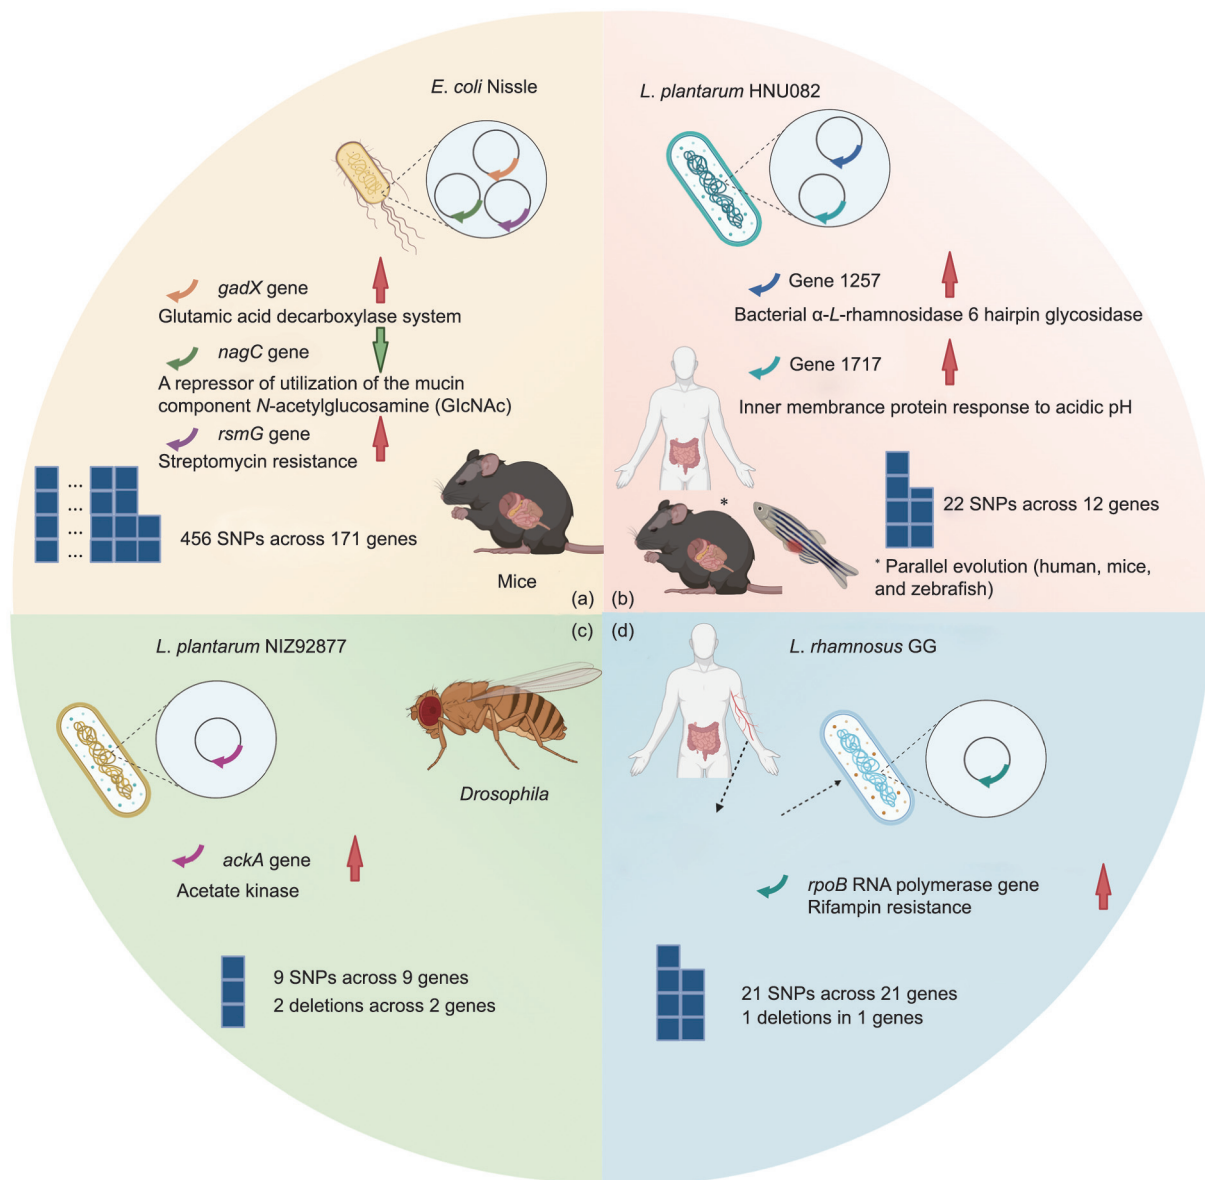 E. coli Nissle
gadX gene
Glutamic acid decarboxylase system
nagC gene
A repressor of utilization of the mucin
component N-acetylglucosamine (GlcNAc)
rsmG gene
Streptomycin resistance
...
...
...
...
456 SNPs across 171 genes
Mice
(a)
L. plantarum HNU082
Gene 1257
Bacterial α-L-rhamnosidase 6 hairpin glycosidase
Gene 1717
Inner membrance protein response to acidic pH
*
22 SNPs across 12 genes
* Parallel evolution (human, mice,
and zebrafish)
(b)
(c)
L. plantarum NIZ92877
Drosophila
ackA gene
Acetate kinase
9 SNPs across 9 genes
2 deletions across 2 genes
(d)
L. rhamnosus GG
rpoB RNA polymerase gene
Rifampin resistance
21 SNPs across 21 genes
1 deletions in 1 genes